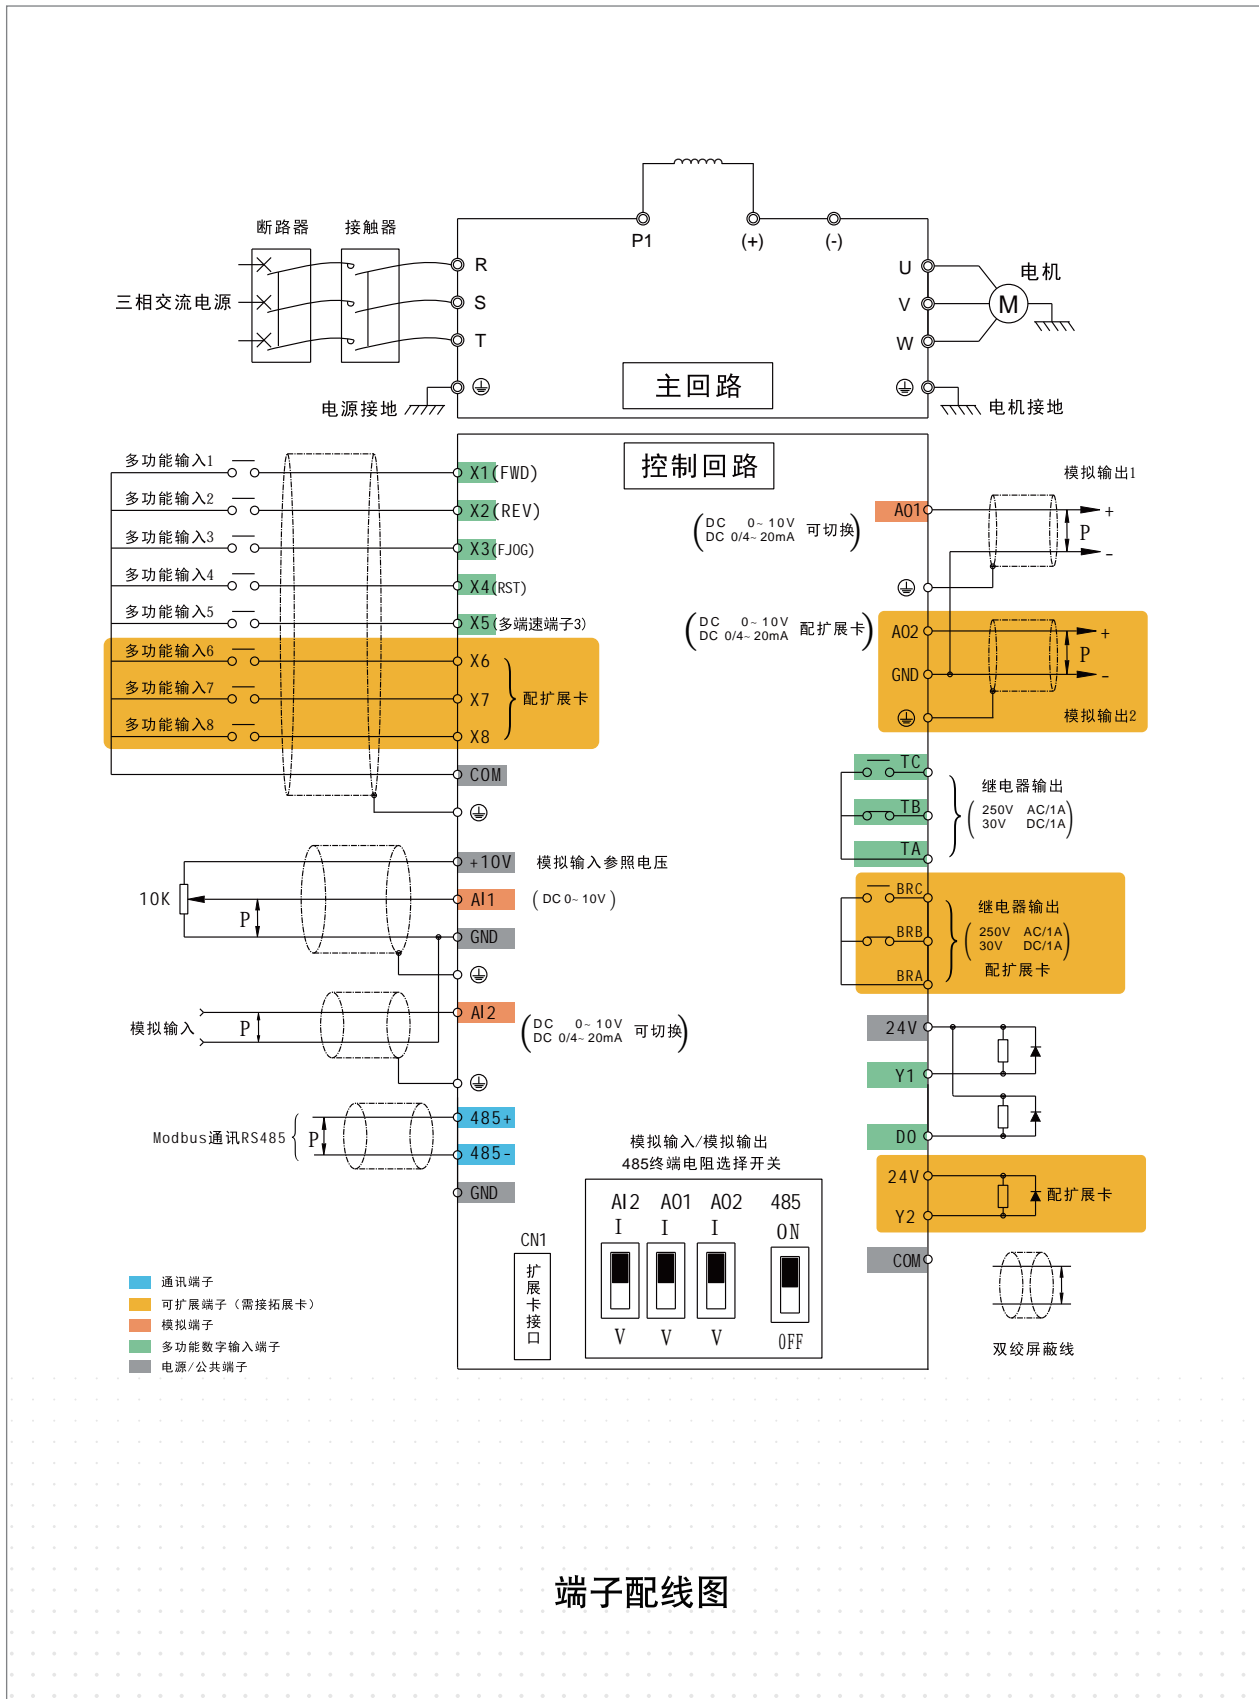 断路器 接触器
P1 (+) (-)
R
U 电机
三相交流电源 S
V M
T
W
主回路
电源接地 电机接地
控制回路
多功能输入1 X1(FWD)
多功能输入2 X2(REV)
多功能输入3 X3(FJOG)
多功能输入4 X4(RST)
多功能输入5 X5(多端速端子3)
多功能输入6 X6
多功能输入7 X7 配扩展卡
多功能输入8 X8
COM
模拟输出1
AO1
DC 0~10V
DC 0/4~20mA 可切换
+
P
-
DC 0~10V
DC 0/4~20mA 配扩展卡
AO2 +
P
GND -
模拟输出2
TC
TB
TA
继电器输出
250V AC/1A
30V DC/1A
+10V 模拟输入参照电压
10K AI1 (DC 0~10V)
P
GND
BRC
BRB
BRA
继电器输出
250V AC/1A
30V DC/1A
配扩展卡
模拟输入 P AI2
DC 0~10V
DC 0/4~20mA 可切换
24V
Y1
DO
24V
Y2 配扩展卡
COM
Modbus通讯RS485 P 485+
485-
GND
模拟输入/模拟输出
485终端电阻选择开关
AI2 AO1 AO2 485
I I I ON
V V V OFF
CN1
扩展卡接口
双绞屏蔽线
通讯端子
可扩展端子（需接拓展卡）
模拟端子
多功能数字输入端子
电源/公共端子
端子配线图